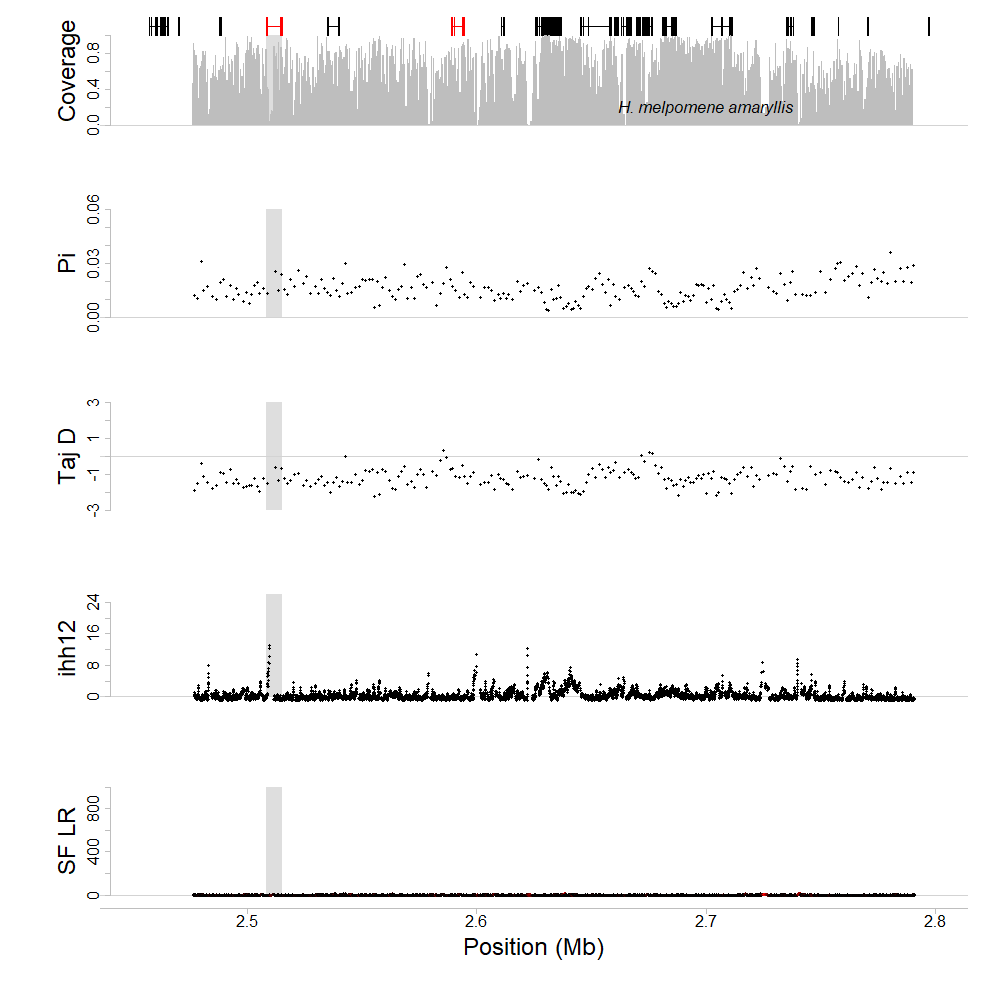 Coverage
0.8
0.4
0.0
H. melpomene amaryllis
Pi
0.06
0.03
0.00
Taj D
3
1
-1
-3
ihh12
24
16
8
0
SF LR
800
400
0
2.5 2.6 2.7 2.8
Position (Mb)